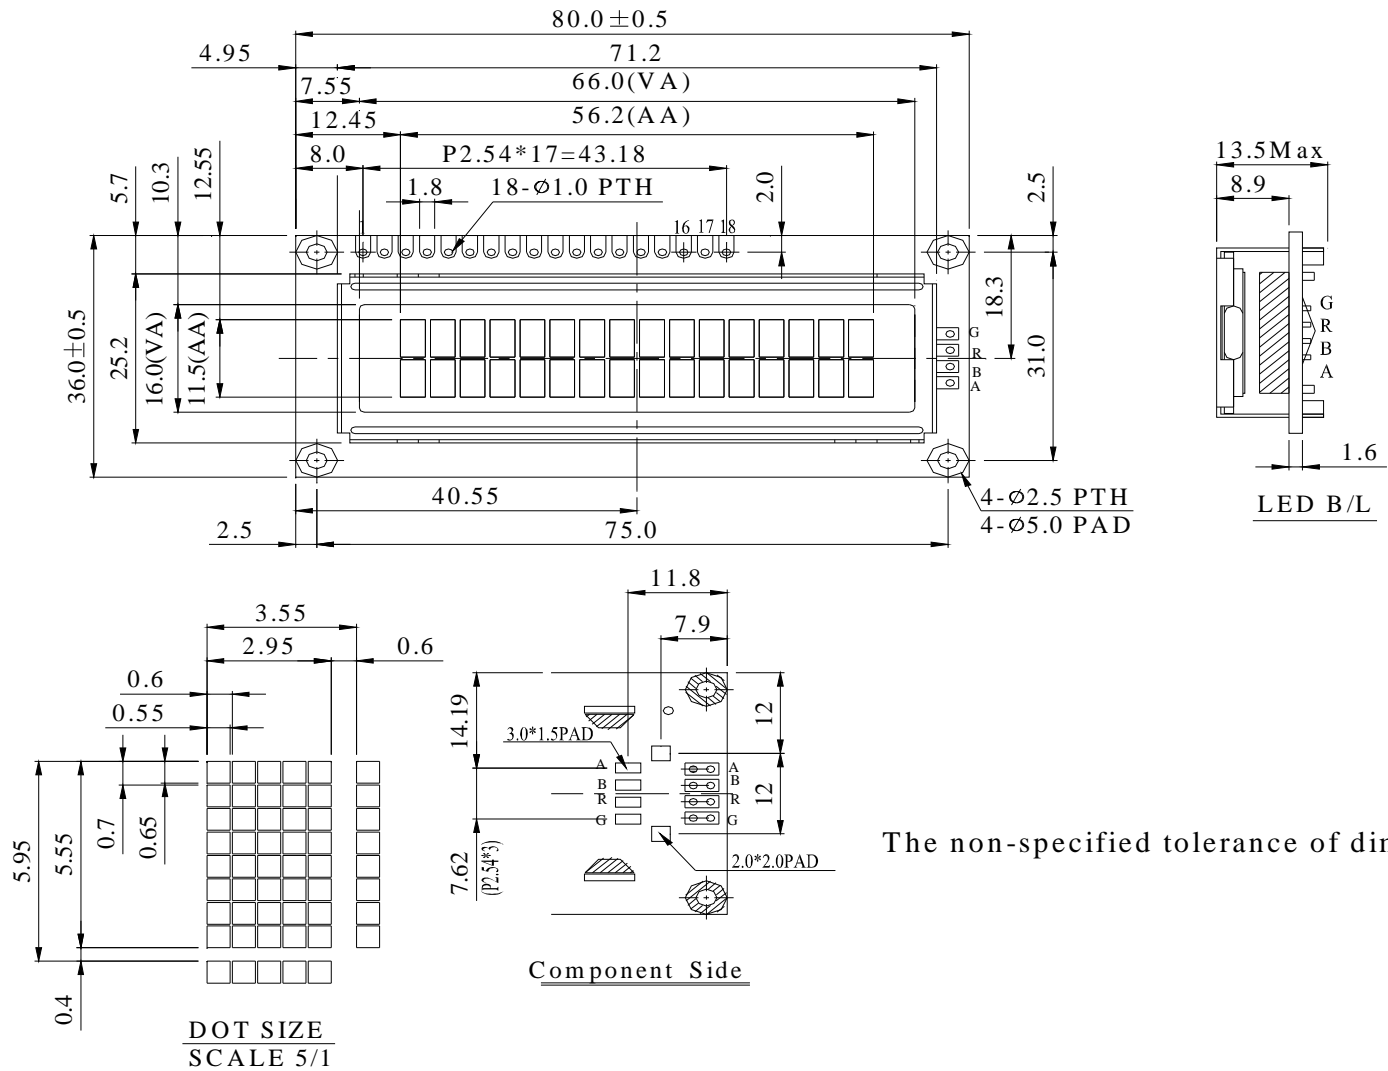 80.0±0.5
4.95
71.2
7.55
66.0(VA)
12.45
56.2(AA)
8.0
P2.54*17=43.18
1.8
18-Ø1.0 PTH
5.7
10.3
12.55
2.0
2.5
1
16 17 18
36.0±0.5
25.2
16.0(VA)
11.5(AA)
18.3
31.0
G
R
B
A
40.55
2.5
75.0
4-Ø2.5 PTH
4-Ø5.0 PAD
13.5Max
8.9
G
R
B
A
1.6
LED B/L
3.55
2.95
0.6
0.6
0.55
5.95
5.55
0.7
0.65
0.4
DOT SIZE
SCALE 5/1
11.8
7.9
14.19
12
3.0*1.5PAD
A
B
R
G
A
B
R
G
12
7.62
(P2.54*3)
2.0*2.0PAD
Component Side
The non-specified tolerance of